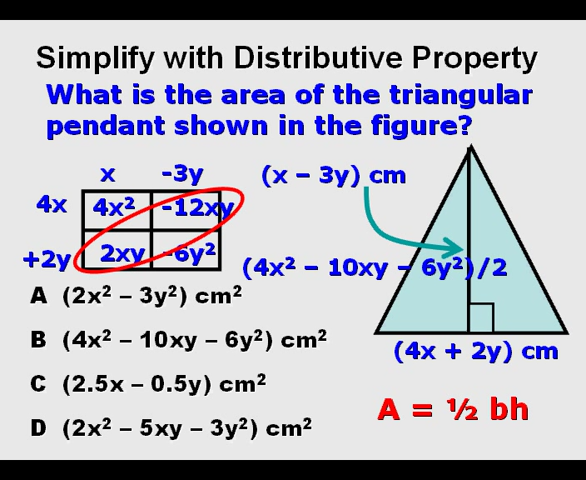 Simplify with Distributive Property
What is the area of the triangular
pendant shown in the figure?
x -3y (x – 3y) cm
4x 4x² -12xy
+2y 2xy -6y² (4x² – 10xy – 6y²)/2
A (2x² – 3y²) cm²
B (4x² – 10xy – 6y²) cm²
(4x + 2y) cm
C (2.5x – 0.5y) cm²
A = ½ bh
D (2x² – 5xy – 3y²) cm²